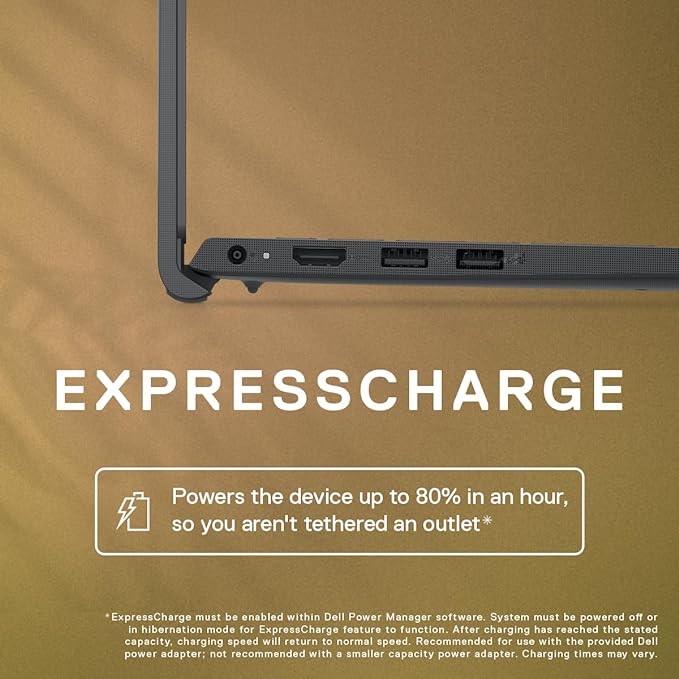 EXPRESSCHARGE
Powers the device up to 80% in an hour,
so you aren't tethered an outlet*
*ExpressCharge must be enabled within Dell Power Manager software. System must be powered off or
in hibernation mode for ExpressCharge feature to function. After charging has reached the stated
capacity, charging speed will return to normal speed. Recommended for use with the provided Dell
power adapter; not recommended with a smaller capacity power adapter. Charging times may vary.